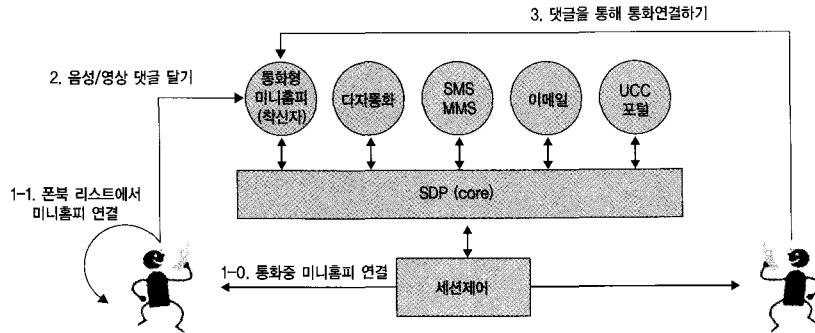 3. 댓글을 통해 통화연결하기
2. 음성/영상 댓글 달기
통화형
미니홈피
(착신자)
다자통화
SMS
MMS
이메일
UCC
포털
SDP (core)
1-1. 폰북 리스트에서
미니홈피 연결
1-0. 통화중 미니홈피 연결
세션제어